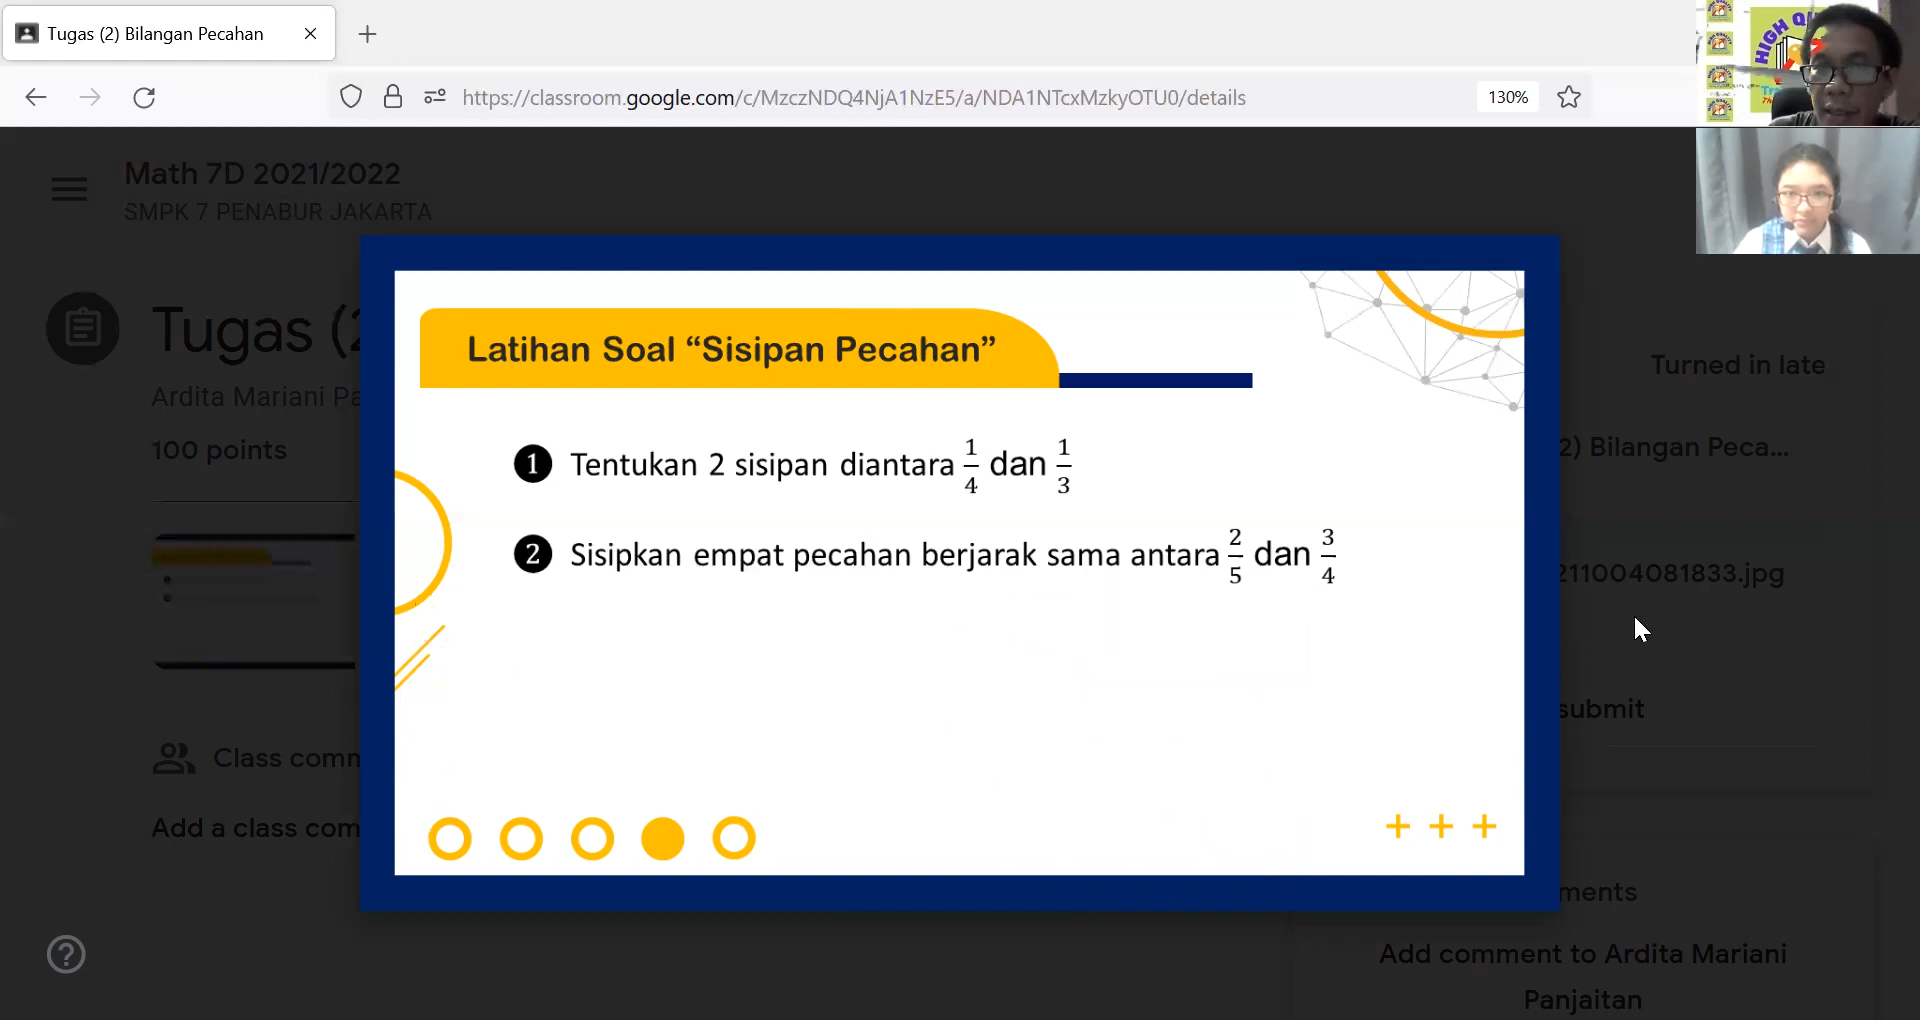 Tugas (2) Bilangan Pecahan
https://classroom.google.com/c/MzczNDQ4NjA1NzE5/a/NDA1NTcxMzkyOTU0/details
130%
HIGH QU
Math 7D 2021/2022
SMPK 7 PENABUR JAKARTA
Tugas (2
Ardita Mariani Pa
100 points
Turned in late
2) Bilangan Peca...
211004081833.jpg
submit
Latihan Soal “Sisipan Pecahan”
1 Tentukan 2 sisipan diantara 1/4 dan 1/3
2 Sisipkan empat pecahan berjarak sama antara 2/5 dan 3/4
Class comm
Add a class com
ments
Add comment to Ardita Mariani
Panjaitan